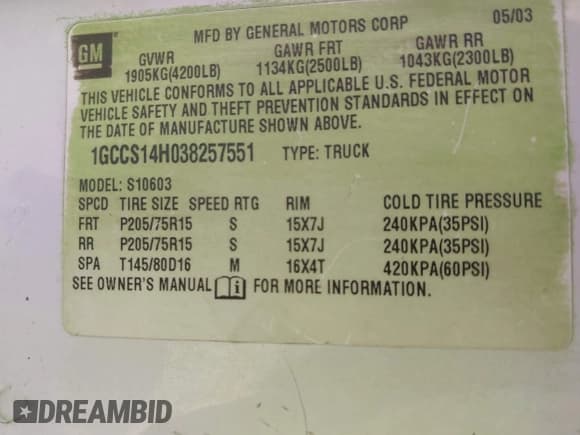 MFD BY GENERAL MOTORS CORP 05/03
GM
GVWR GAWR FRT GAWR RR
1905KG(4200LB) 1134KG(2500LB) 1043KG(2300LB)
THIS VEHICLE CONFORMS TO ALL APPLICABLE U.S. FEDERAL MOTOR
VEHICLE SAFETY AND THEFT PREVENTION STANDARDS IN EFFECT ON
THE DATE OF MANUFACTURE SHOWN ABOVE.
1GCCS14H038257551 TYPE: TRUCK
MODEL: S10603
SPCD TIRE SIZE SPEED RTG RIM COLD TIRE PRESSURE
FRT P205/75R15 S 15X7J 240KPA(35PSI)
RR P205/75R15 S 15X7J 240KPA(35PSI)
SPA T145/80D16 M 16X4T 420KPA(60PSI)
SEE OWNER'S MANUAL i FOR MORE INFORMATION.
DREAMBID